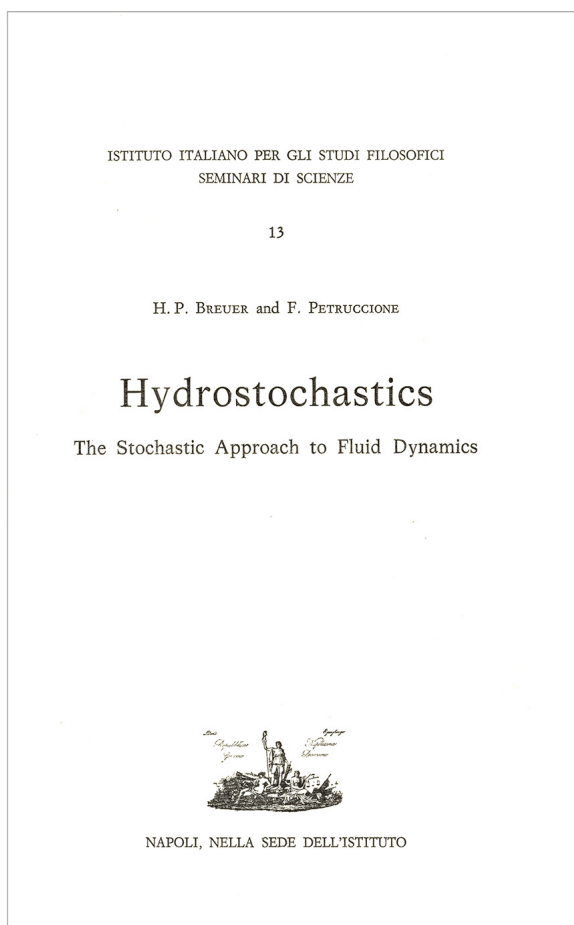 ISTITUTO ITALIANO PER GLI STUDI FILOSOFICI
SEMINARI DI SCIENZE
13
H. P. BREUER and F. PETRUCCIONE
Hydrostochastics
The Stochastic Approach to Fluid Dynamics
NAPOLI, NELLA SEDE DELL'ISTITUTO